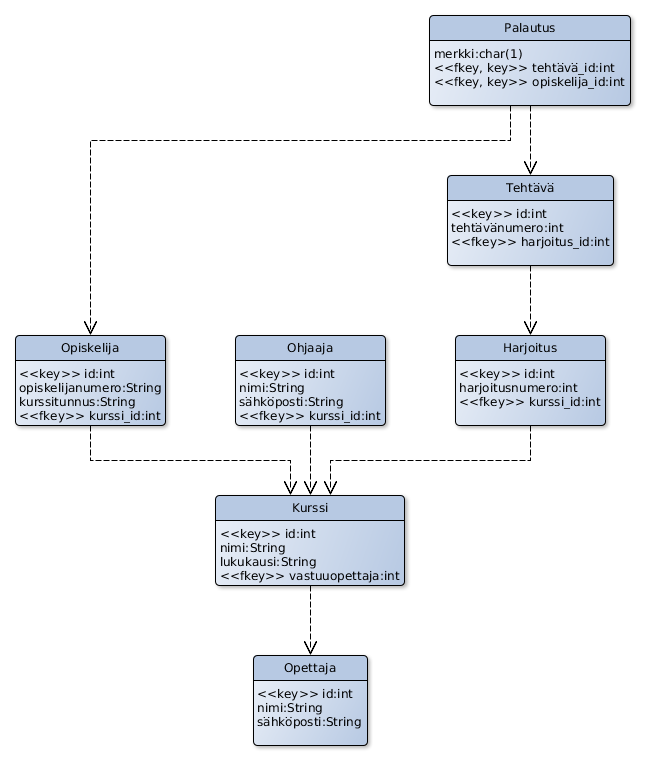 Palautus
merkki:char(1)
<<fkey, key>> tehtävä_id:int
<<fkey, key>> opiskelija_id:int
Tehtävä
<<key>> id:int
tehtävänumero:int
<<fkey>> harjoitus_id:int
Opiskelija
<<key>> id:int
opiskelijanumero:String
kurssitunnus:String
<<fkey>> kurssi_id:int
Ohjaaja
<<key>> id:int
nimi:String
sähköposti:String
<<fkey>> kurssi_id:int
Harjoitus
<<key>> id:int
harjoitusnumero:int
<<fkey>> kurssi_id:int
Kurssi
<<key>> id:int
nimi:String
lukukausi:String
<<fkey>> vastuuopettaja:int
Opettaja
<<key>> id:int
nimi:String
sähköposti:String